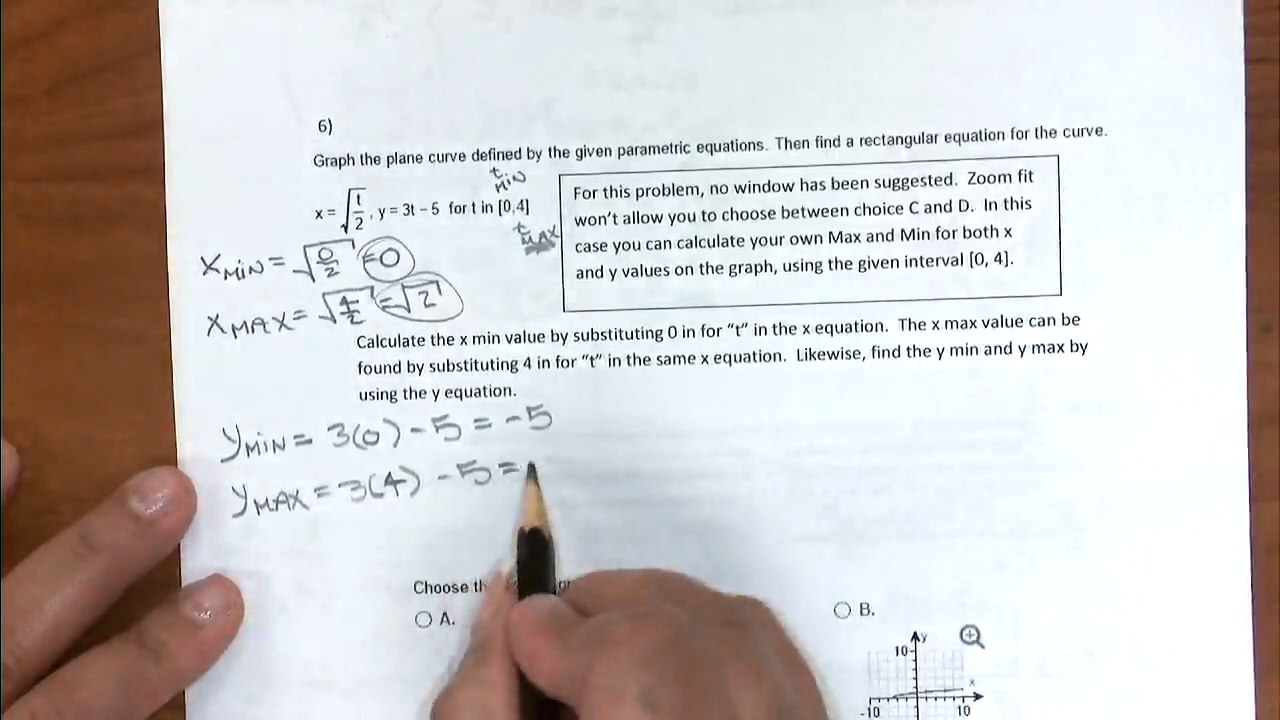 6)
Graph the plane curve defined by the given parametric equations. Then find a rectangular equation for the curve.
t MIN
x = √(t/2), y = 3t – 5 for t in [0,4]
t MAX
For this problem, no window has been suggested. Zoom fit
won't allow you to choose between choice C and D. In this
case you can calculate your own Max and Min for both x
and y values on the graph, using the given interval [0, 4].
xMIN = √(0/2) = 0
xMAX = √(4/2) = √2
Calculate the x min value by substituting 0 in for "t" in the x equation. The x max value can be
found by substituting 4 in for "t" in the same x equation. Likewise, find the y min and y max by
using the y equation.
yMIN = 3(0) - 5 = -5
yMAX = 3(4) - 5 =
Choose
A.
B.
y
10
x
-10
10